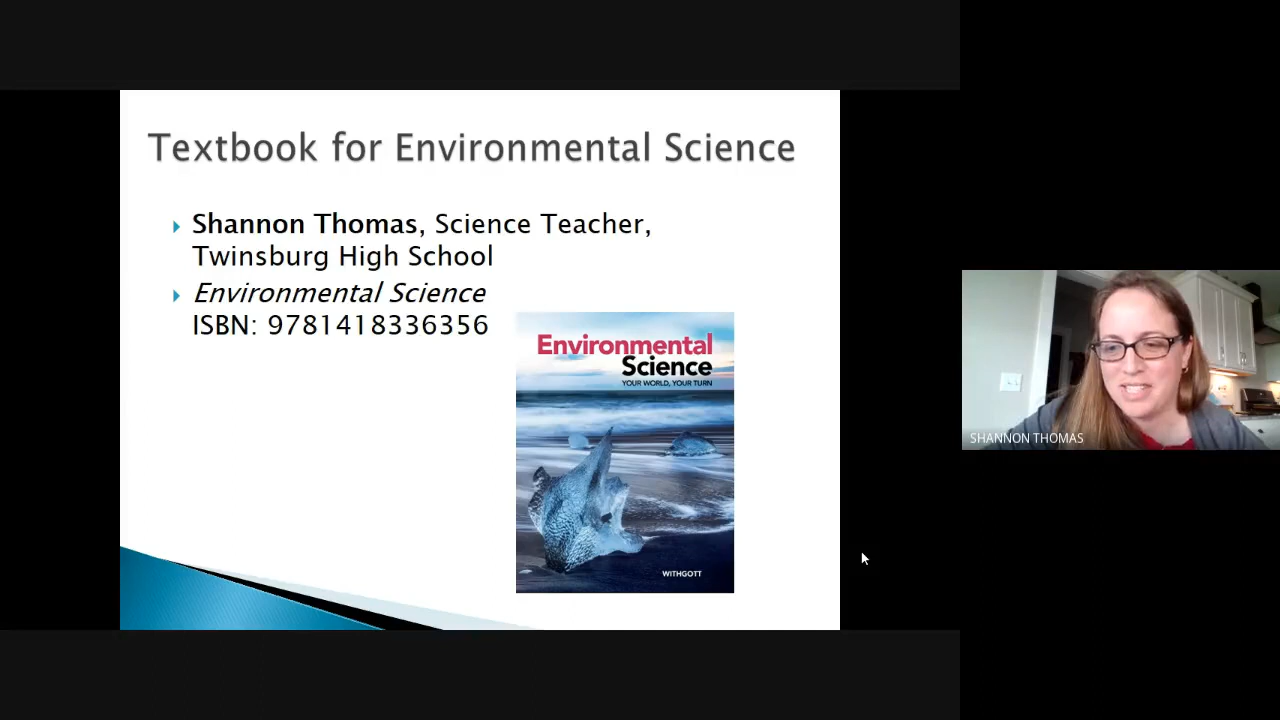 Textbook for Environmental Science
Shannon Thomas, Science Teacher,
Twinsburg High School
Environmental Science
ISBN: 9781418336356
Environmental
Science
YOUR WORLD, YOUR TURN
WITHGOTT
SHANNON THOMAS